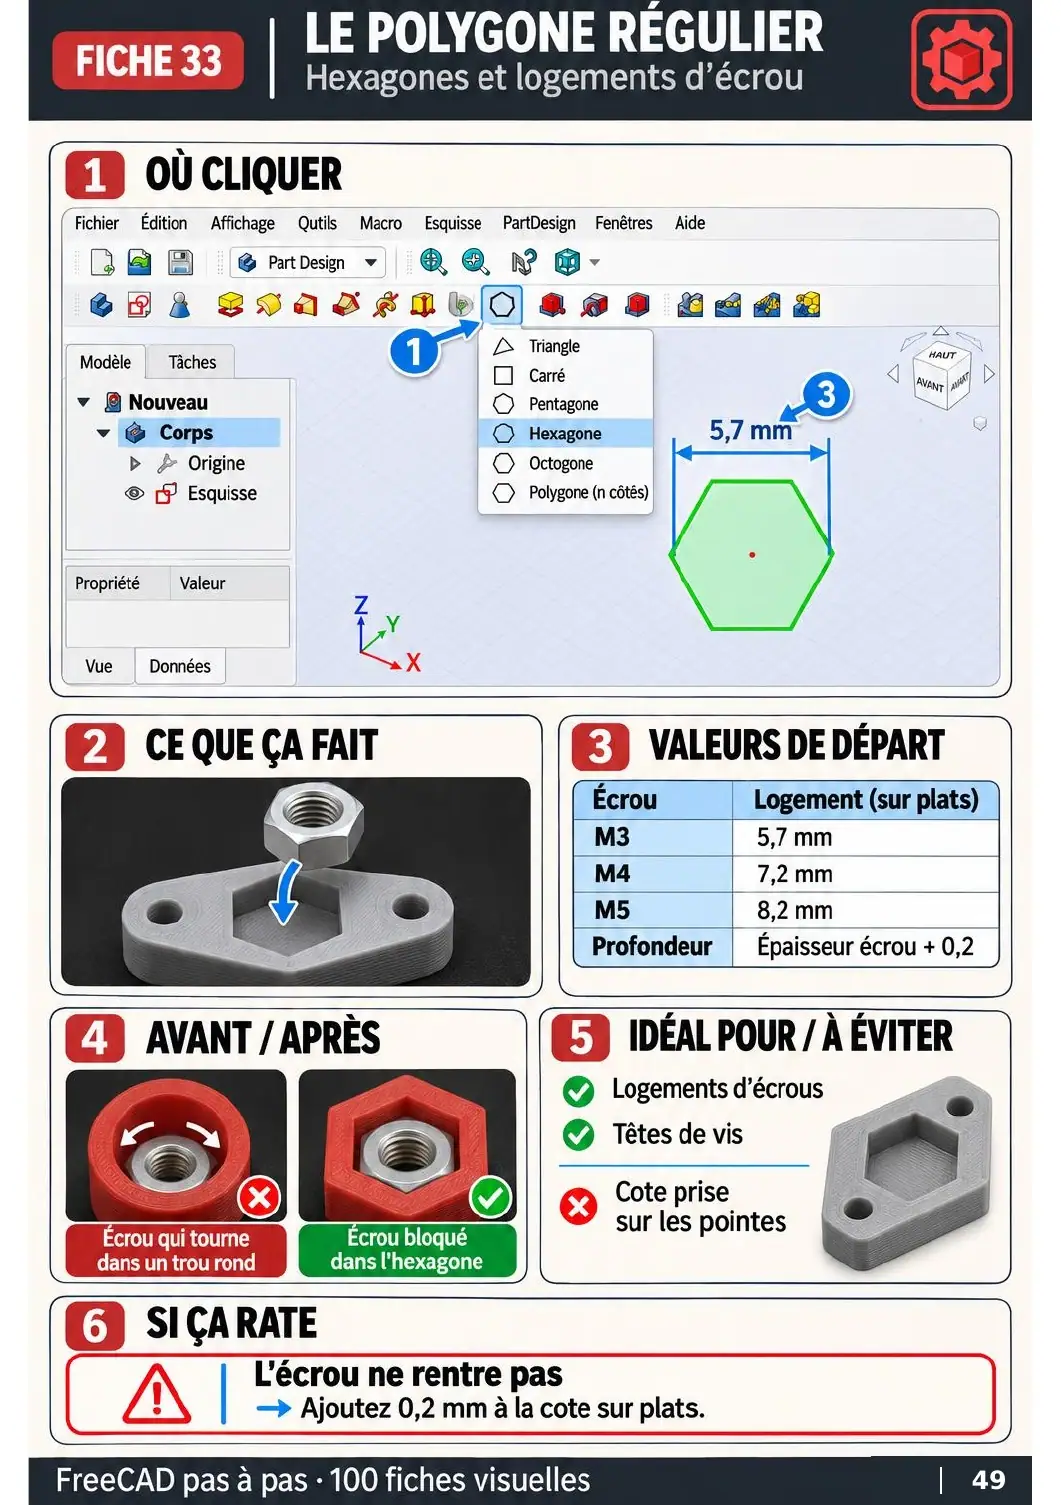 FICHE 33
LE POLYGONE RÉGULIER
Hexagones et logements d'écrou
1 OÙ CLIQUER
Fichier Édition Affichage Outils Macro Esquisse PartDesign Fenêtres Aide
Part Design
1
Triangle
Carré
Pentagone
Hexagone
Octogone
Polygone (n côtés)
Modèle Tâches
Nouveau
Corps
Origine
Esquisse
Propriété Valeur
Vue Données
Z
Y
X
3
5,7 mm
HAUT
AVANT
AVANT
2 CE QUE ÇA FAIT
3 VALEURS DE DÉPART
Écrou Logement (sur plats)
M3 5,7 mm
M4 7,2 mm
M5 8,2 mm
Profondeur Épaisseur écrou + 0,2
4 AVANT / APRÈS
Écrou qui tourne
dans un trou rond
Écrou bloqué
dans l'hexagone
5 IDÉAL POUR / À ÉVITER
Logements d'écrous
Têtes de vis
Cote prise
sur les pointes
6 SI ÇA RATE
L'écrou ne rentre pas
→ Ajoutez 0,2 mm à la cote sur plats.
FreeCAD pas à pas · 100 fiches visuelles | 49